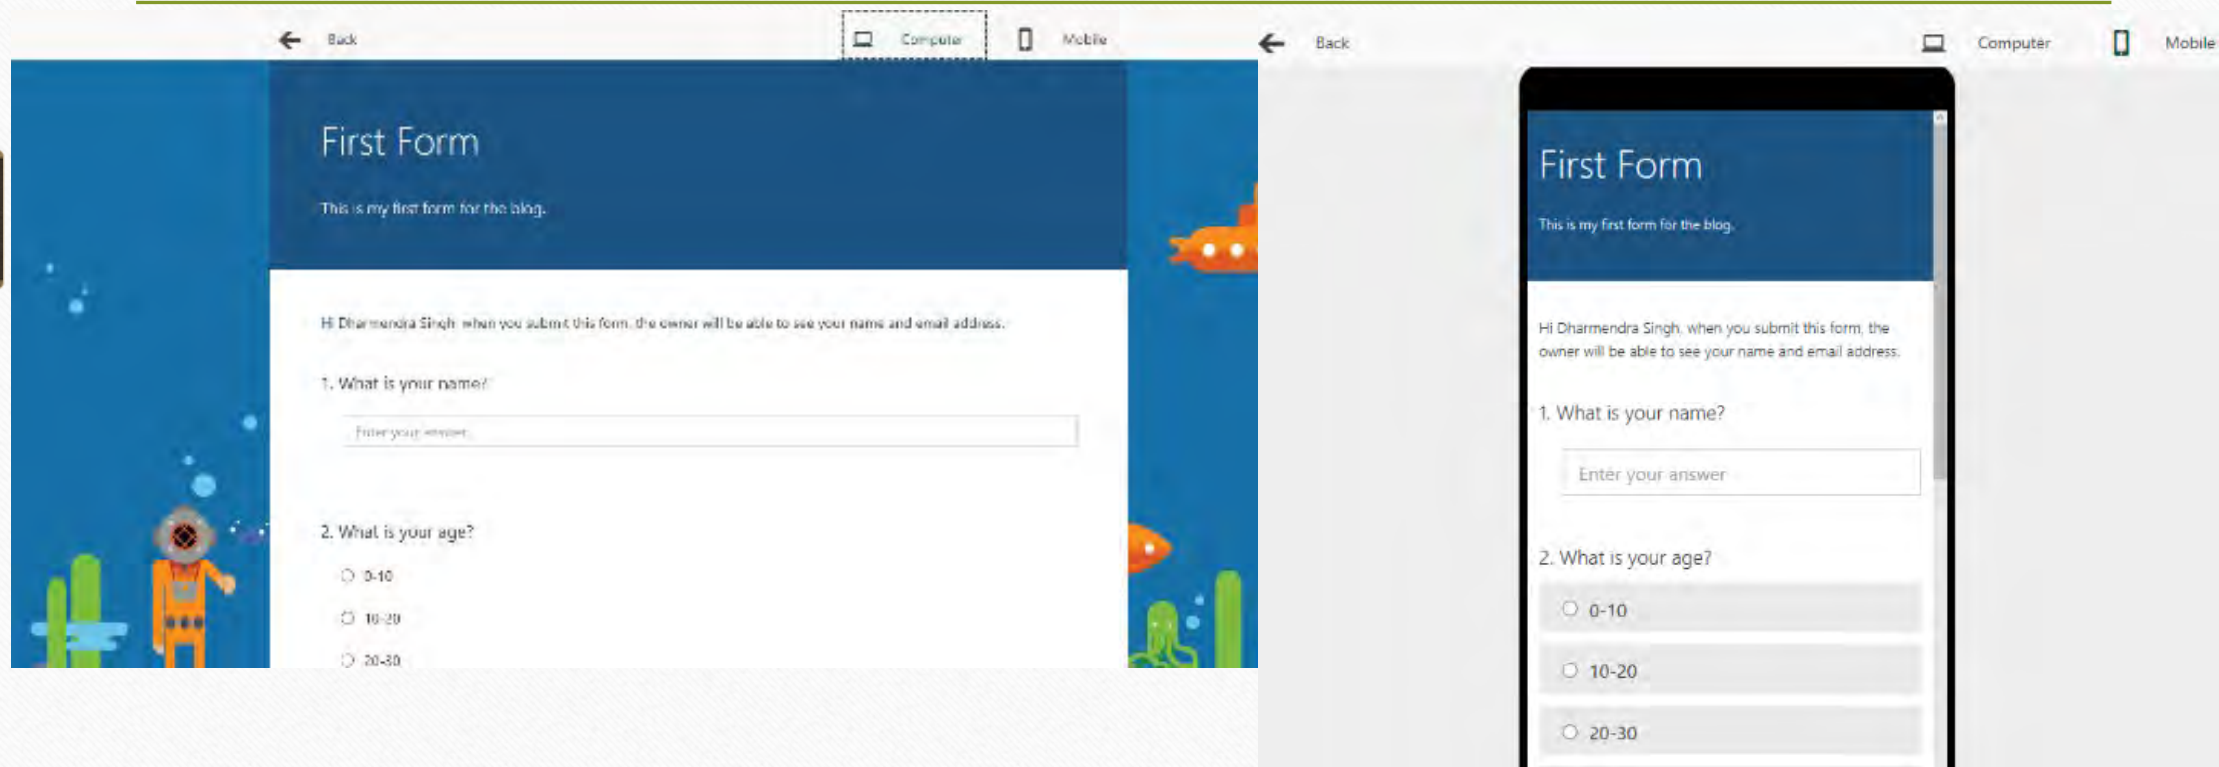 Back
Computer
Mobile
First Form
This is my first form for the blog.
Hi Dharmendra Singh, when you submit this form, the owner will be able to see your name and email address.
1. What is your name?
Enter your answer
2. What is your age?
0-10
10-20
20-30
Back
Computer
Mobile
First Form
This is my first form for the blog.
Hi Dharmendra Singh, when you submit this form, the
owner will be able to see your name and email address.
1. What is your name?
Enter your answer
2. What is your age?
0-10
10-20
20-30